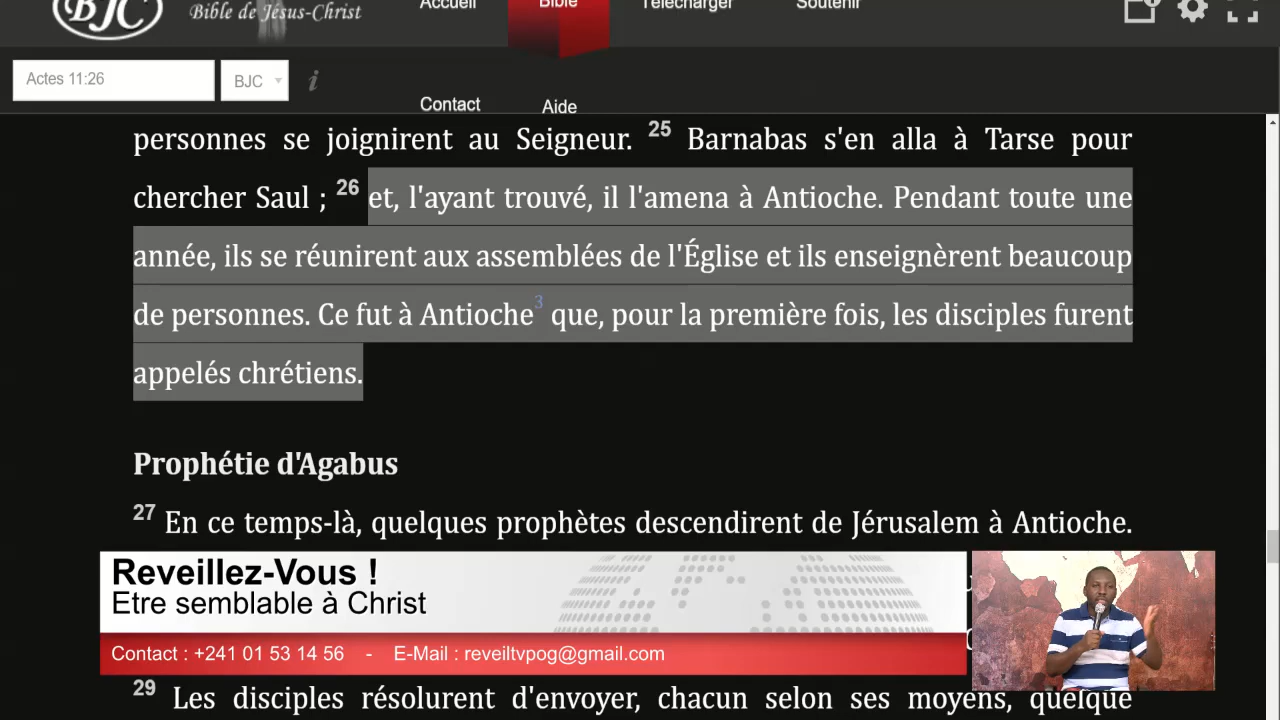 BJC
Bible de Jésus-Christ
Accueil
Bible
Télécharger
Soutenir
Actes 11:26
BJC
i
Contact
Aide
personnes se joignirent au Seigneur. 25 Barnabas s'en alla à Tarse pour
chercher Saul ; 26 et, l'ayant trouvé, il l'amena à Antioche. Pendant toute une
année, ils se réunirent aux assemblées de l'Église et ils enseignèrent beaucoup
de personnes. Ce fut à Antioche3 que, pour la première fois, les disciples furent
appelés chrétiens.
Prophétie d'Agabus
27 En ce temps-là, quelques prophètes descendirent de Jérusalem à Antioche.
Reveillez-Vous !
Etre semblable à Christ
Contact : +241 01 53 14 56 - E-Mail : reveiltvpog@gmail.com
29 Les disciples résolurent d'envoyer, chacun selon ses moyens, quelque